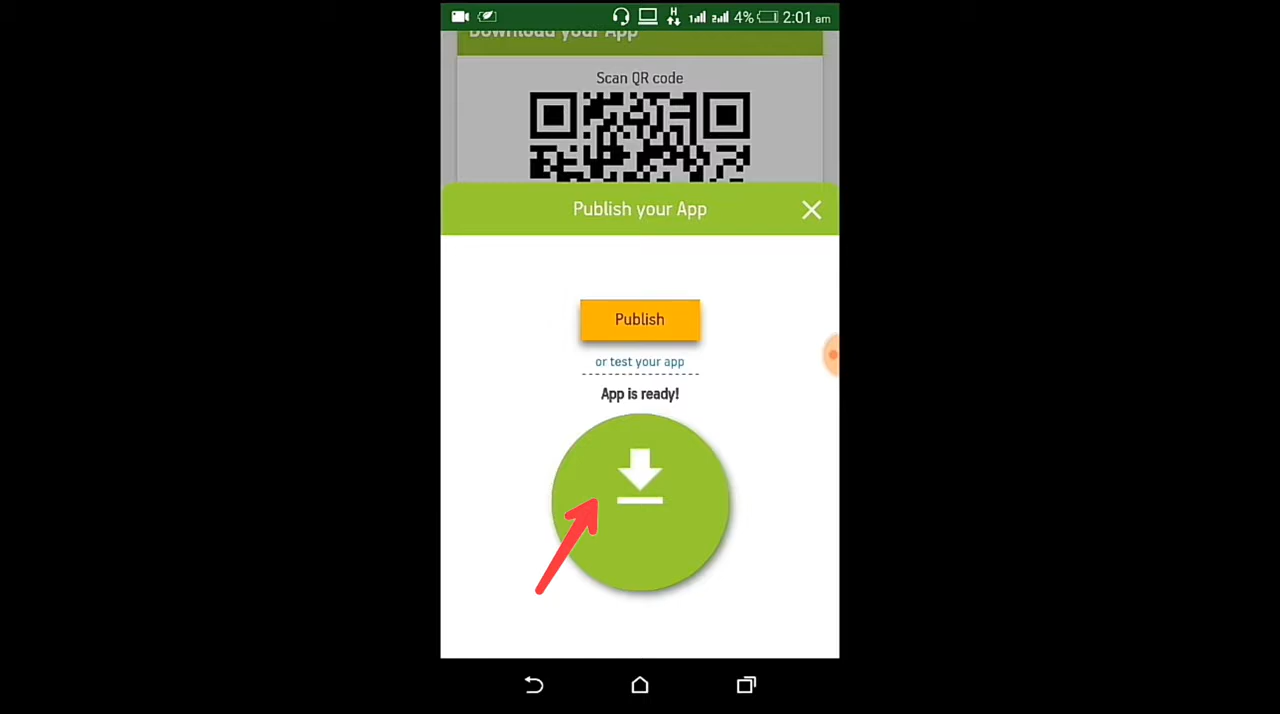 H 4% 2:01 am
Download your App
Scan QR code
Publish your App
Publish
or test your app
App is ready!